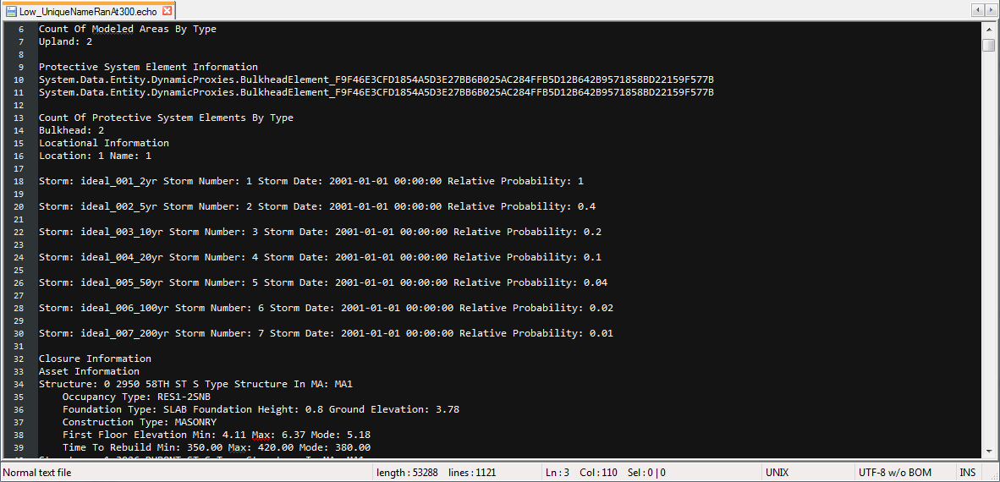 Low_UniqueNameRanAt300.echo
6 Count Of Modeled Areas By Type
7 Upland: 2
8
9 Protective System Element Information
10 System.Data.Entity.DynamicProxies.BulkheadElement_F9F46E3CFD1854A5D3E27BB6B025AC284FFB5D12B642B9571858BD22159F577B
11 System.Data.Entity.DynamicProxies.BulkheadElement_F9F46E3CFD1854A5D3E27BB6B025AC284FFB5D12B642B9571858BD22159F577B
12
13 Count Of Protective System Elements By Type
14 Bulkhead: 2
15 Locational Information
16 Location: 1 Name: 1
17
18 Storm: ideal_001_2yr Storm Number: 1 Storm Date: 2001-01-01 00:00:00 Relative Probability: 1
19
20 Storm: ideal_002_5yr Storm Number: 2 Storm Date: 2001-01-01 00:00:00 Relative Probability: 0.4
21
22 Storm: ideal_003_10yr Storm Number: 3 Storm Date: 2001-01-01 00:00:00 Relative Probability: 0.2
23
24 Storm: ideal_004_20yr Storm Number: 4 Storm Date: 2001-01-01 00:00:00 Relative Probability: 0.1
25
26 Storm: ideal_005_50yr Storm Number: 5 Storm Date: 2001-01-01 00:00:00 Relative Probability: 0.04
27
28 Storm: ideal_006_100yr Storm Number: 6 Storm Date: 2001-01-01 00:00:00 Relative Probability: 0.02
29
30 Storm: ideal_007_200yr Storm Number: 7 Storm Date: 2001-01-01 00:00:00 Relative Probability: 0.01
31
32 Closure Information
33 Asset Information
34 Structure: 0 2950 58TH ST S Type Structure In MA: MA1
35 Occupancy Type: RES1-2SNB
36 Foundation Type: SLAB Foundation Height: 0.8 Ground Elevation: 3.78
37 Construction Type: MASONRY
38 First Floor Elevation Min: 4.11 Max: 6.37 Mode: 5.18
39 Time To Rebuild Min: 350.00 Max: 420.00 Mode: 380.00
Normal text file length : 53288 lines : 1121 Ln : 3 Col : 110 Sel : 0 | 0 UNIX UTF-8 w/o BOM INS